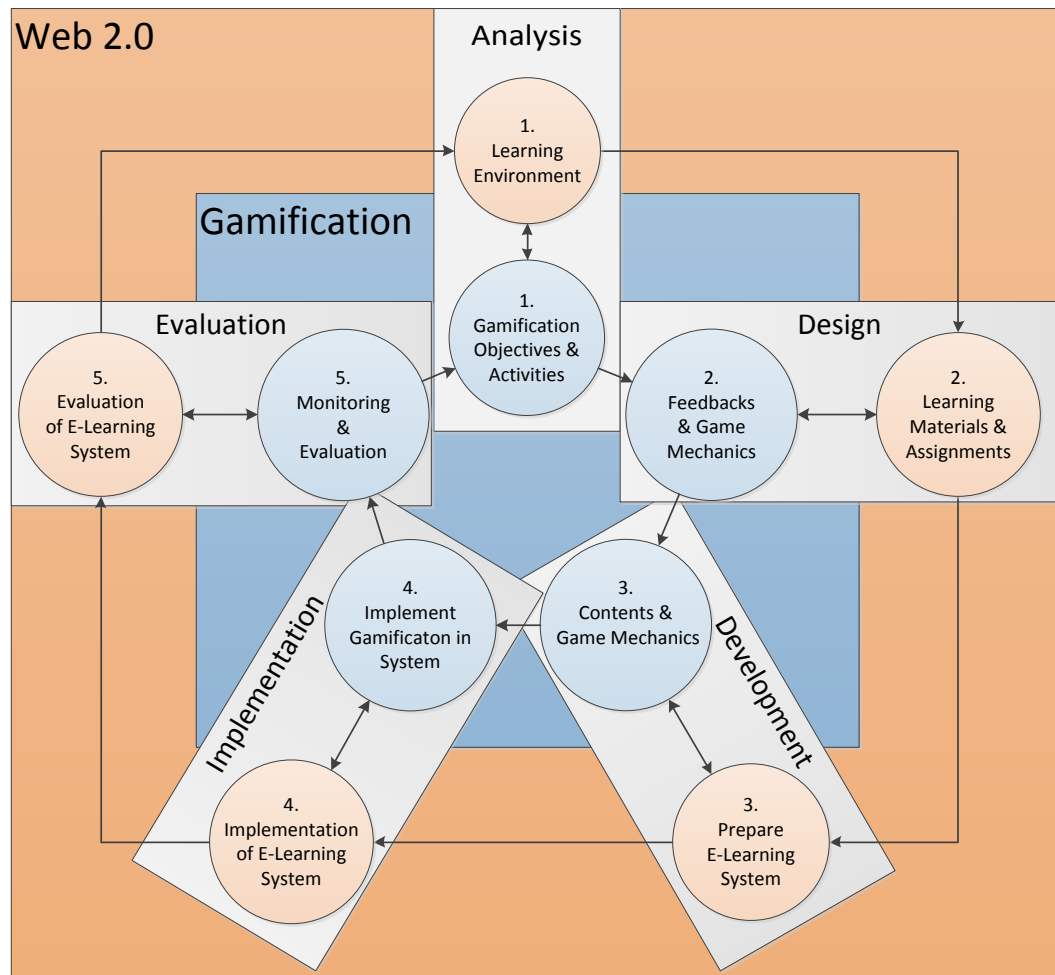 Web 2.0
Analysis
1.
Learning
Environment
Gamification
1.
Gamification
Objectives &
Activities
Evaluation
5.
Evaluation
of E-Learning
System
5.
Monitoring
&
Evaluation
Design
2.
Feedbacks
& Game
Mechanics
2.
Learning
Materials &
Assignments
Implementation
4.
Implement
Gamificaton in
System
4.
Implementation
of E-Learning
System
Development
3.
Contents &
Game Mechanics
3.
Prepare
E-Learning
System